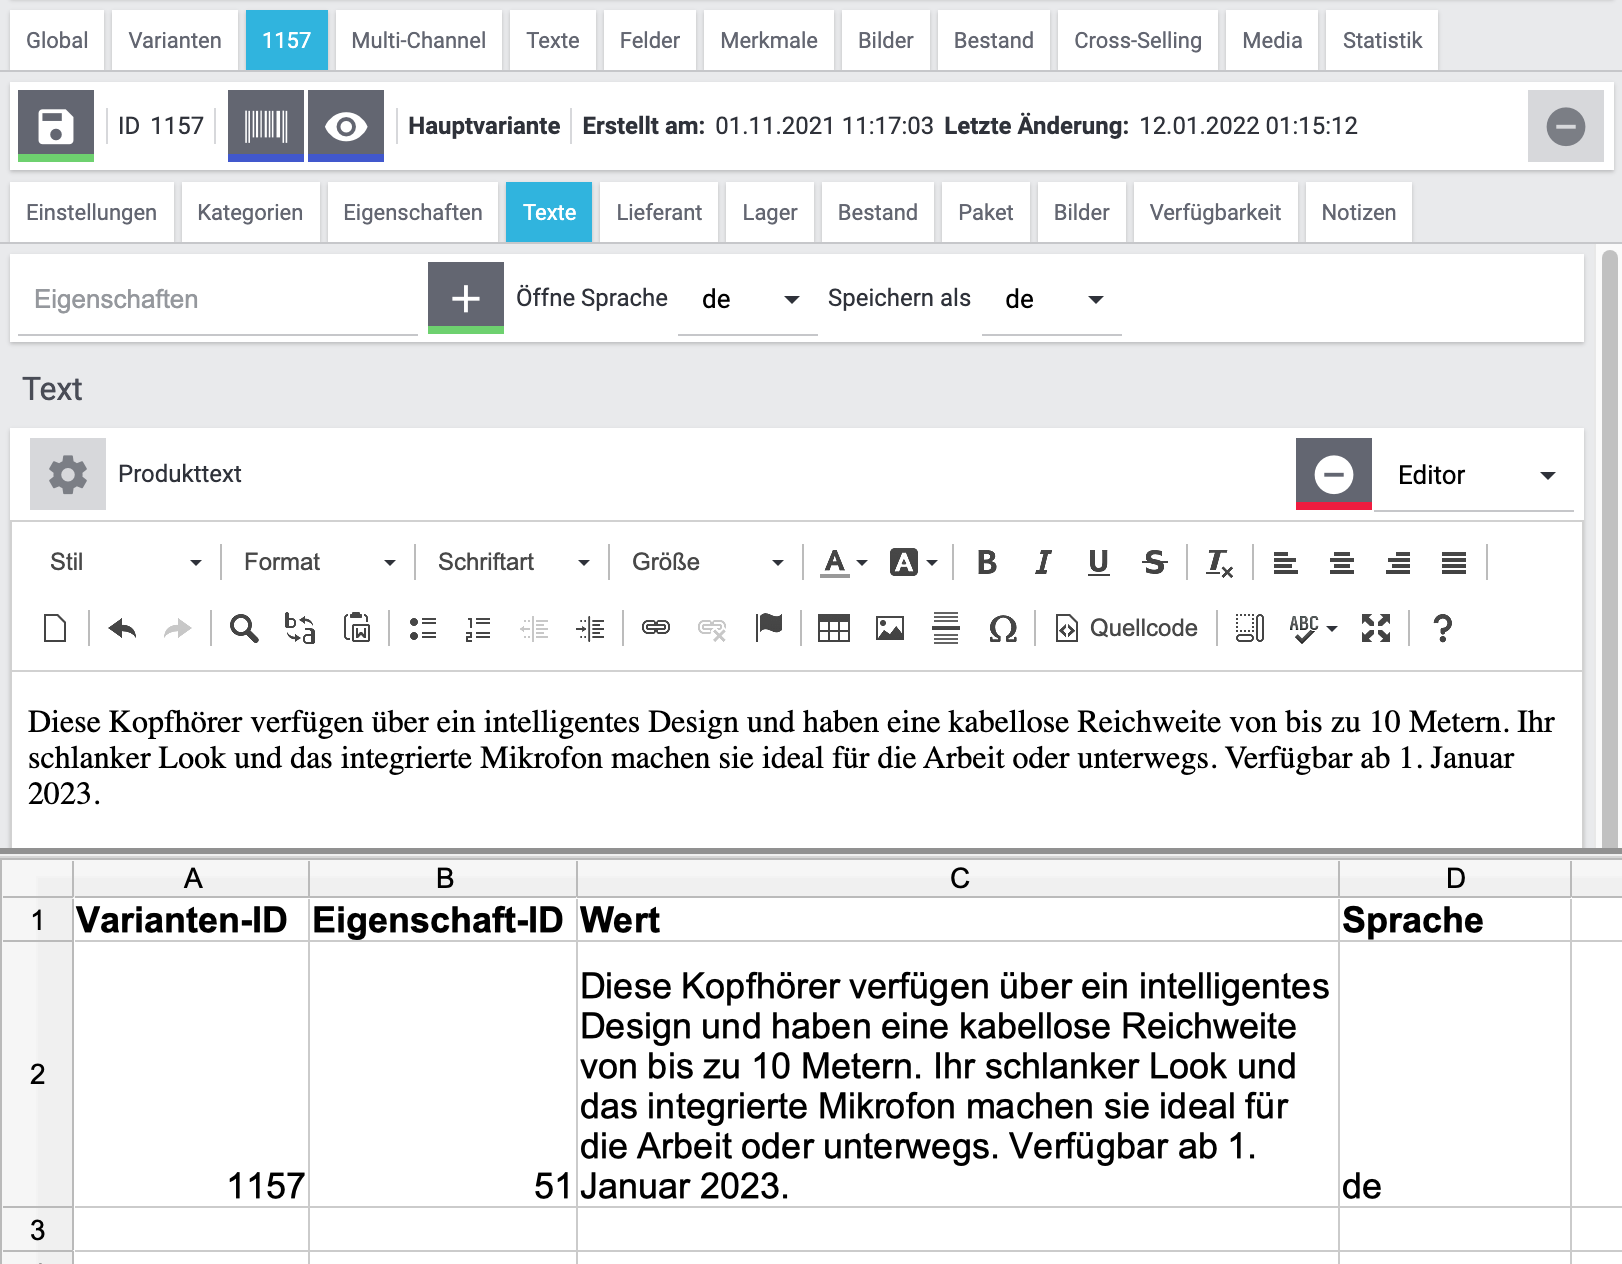 Global Varianten 1157 Multi-Channel Texte Felder Merkmale Bilder Bestand Cross-Selling Media Statistik
ID 1157 Hauptvariante Erstellt am: 01.11.2021 11:17:03 Letzte Änderung: 12.01.2022 01:15:12
Einstellungen Kategorien Eigenschaften Texte Lieferant Lager Bestand Paket Bilder Verfügbarkeit Notizen
Eigenschaften Öffne Sprache de Speichern als de
Text
Produkttext Editor
Stil Format Schriftart Größe A A B I U S Tx
b a W 1 2 Ω Quellcode ABC ?
Diese Kopfhörer verfügen über ein intelligentes Design und haben eine kabellose Reichweite von bis zu 10 Metern. Ihr
schlanker Look und das integrierte Mikrofon machen sie ideal für die Arbeit oder unterwegs. Verfügbar ab 1. Januar
2023.
A B C D
1 Varianten-ID Eigenschaft-ID Wert Sprache
Diese Kopfhörer verfügen über ein intelligentes
Design und haben eine kabellose Reichweite
2 von bis zu 10 Metern. Ihr schlanker Look und
das integrierte Mikrofon machen sie ideal für
die Arbeit oder unterwegs. Verfügbar ab 1.
1157 51 Januar 2023. de
3